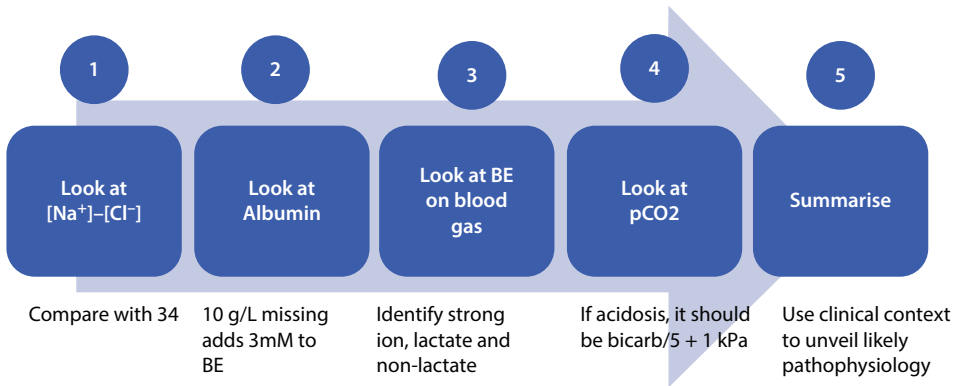 1
2
3
4
5
Look at
[Na⁺]–[Cl⁻]
Look at
Albumin
Look at BE
on blood
gas
Look at
pCO2
Summarise
Compare with 34
10 g/L missing
adds 3mM to
BE
Identify strong
ion, lactate and
non-lactate
If acidosis, it should
be bicarb/5 + 1 kPa
Use clinical context
to unveil likely
pathophysiology